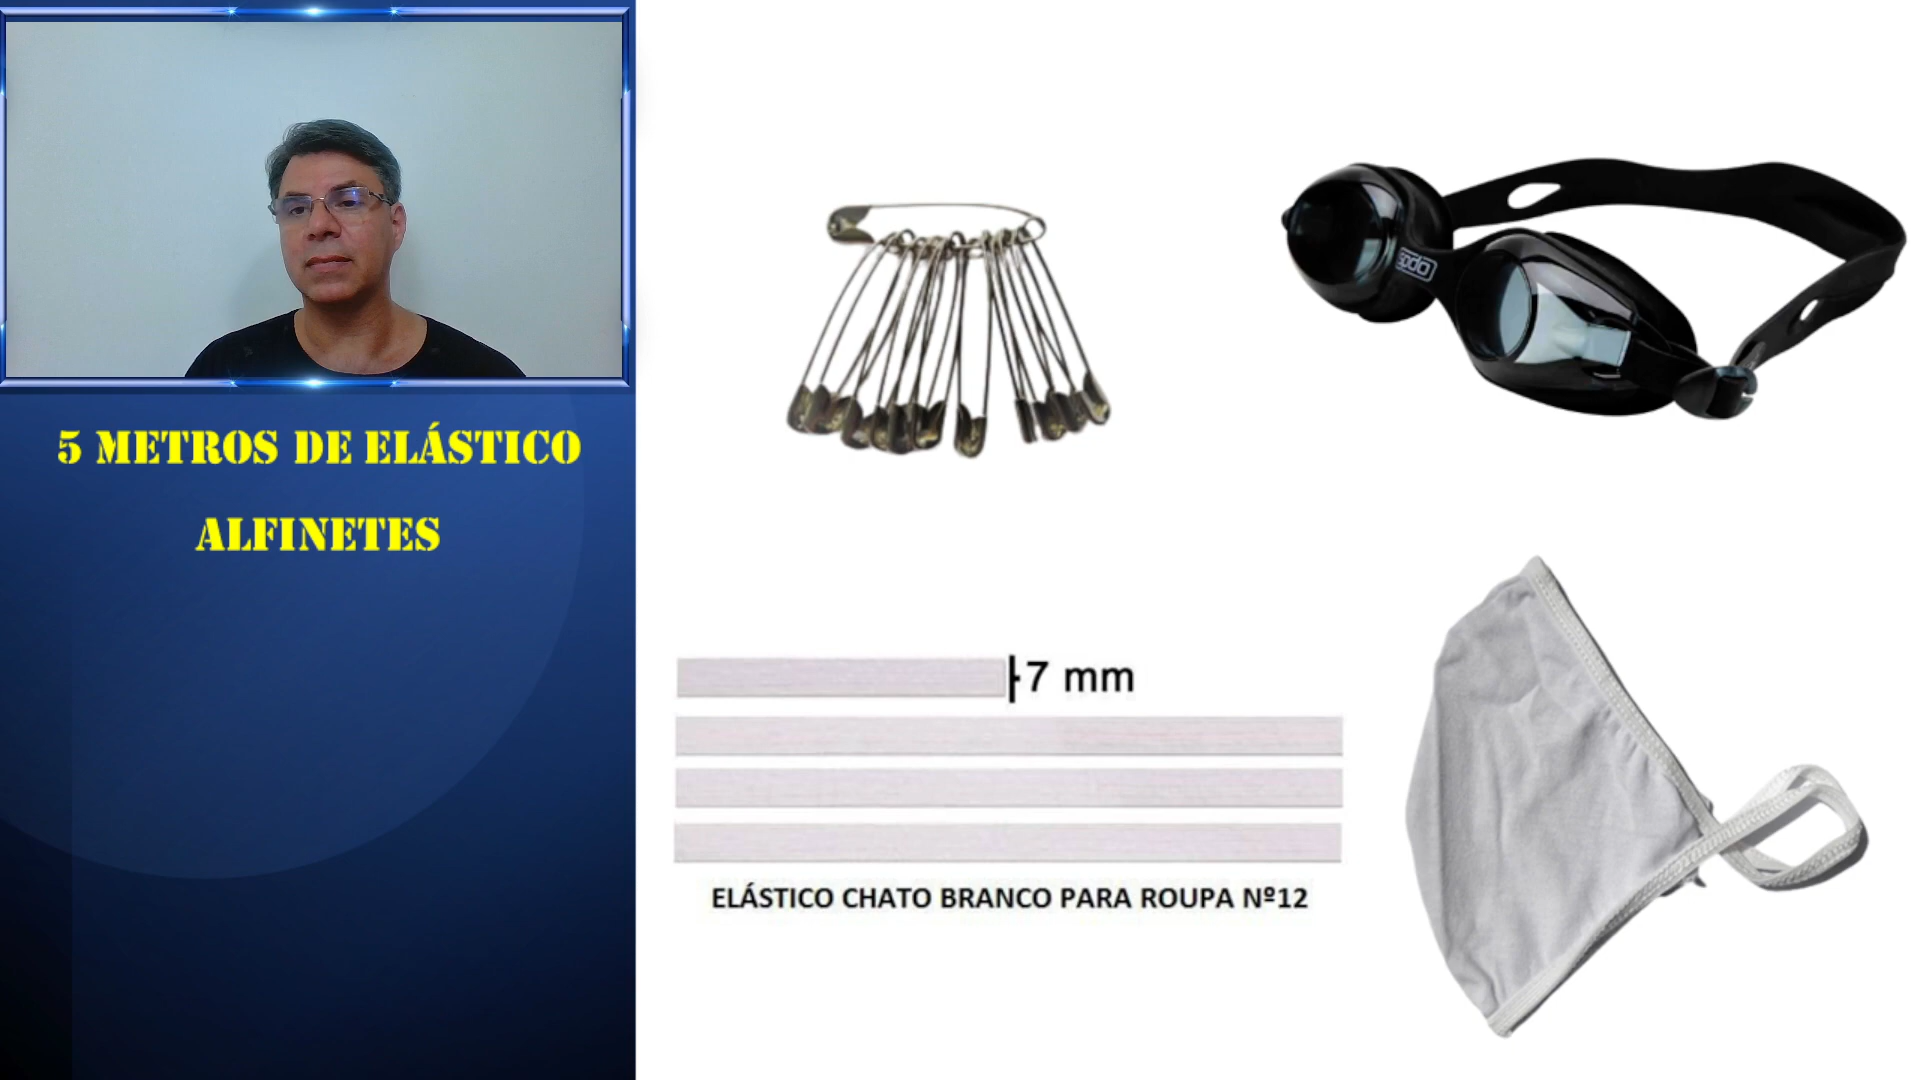 5 METROS DE ELÁSTICO
ALFINETES
7 mm
ELÁSTICO CHATO BRANCO PARA ROUPA Nº12